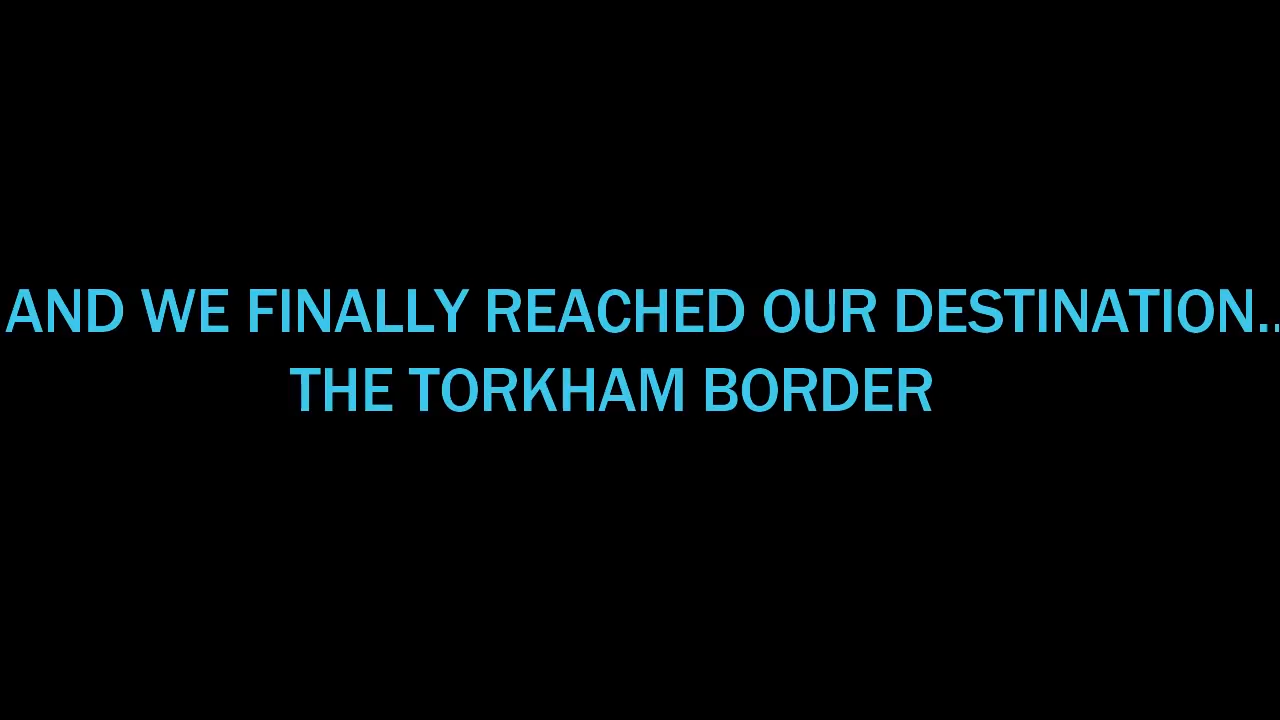 AND WE FINALLY REACHED OUR DESTINATION..
THE TORKHAM BORDER